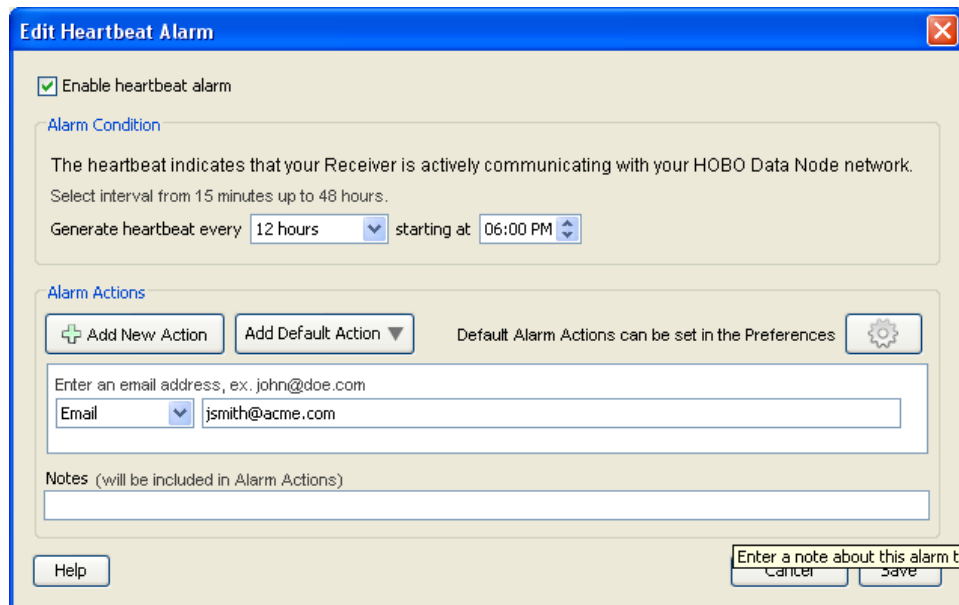 Edit Heartbeat Alarm
Enable heartbeat alarm
Alarm Condition
The heartbeat indicates that your Receiver is actively communicating with your HOBO Data Node network.
Select interval from 15 minutes up to 48 hours.
Generate heartbeat every 12 hours starting at 06:00 PM
Alarm Actions
Add New Action Add Default Action Default Alarm Actions can be set in the Preferences
Enter an email address, ex. john@doe.com
Email jsmith@acme.com
Notes (will be included in Alarm Actions)
Enter a note about this alarm t
Help Cancel Save